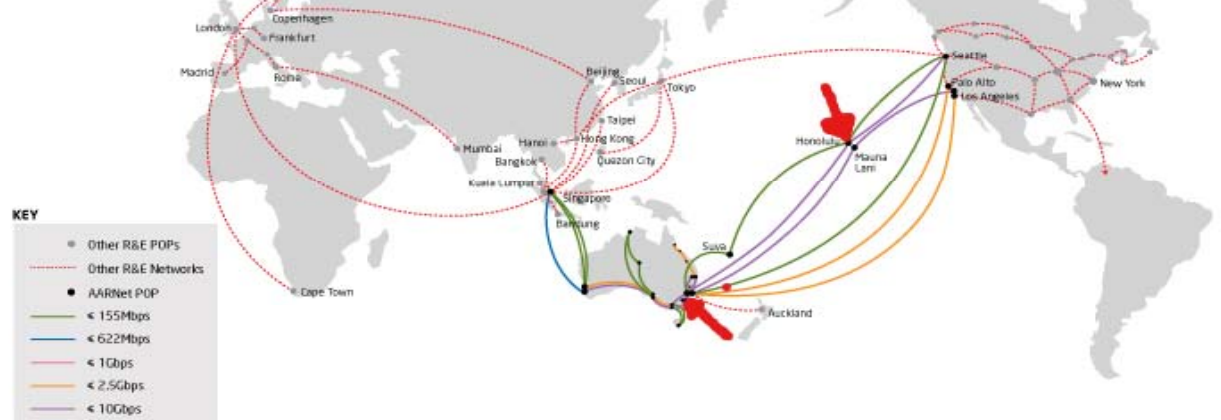 Copenhagen
London
Frankfurt
Madrid
Rome
Beijing
Seoul
Tokyo
Seattle
Palo Alto
Los Angeles
New York
Taipei
Hong Kong
Hanoi
Mumbai
Bangkok
Quezon City
Honolulu
Mauna
Lani
Kuala Lumpur
Singapore
Bandung
Suva
Cape Town
Auckland
KEY
Other R&E POPs
Other R&E Networks
AARNet POP
< 155Mbps
< 622Mbps
< 1Gbps
< 2.5Gbps
< 10Gbps